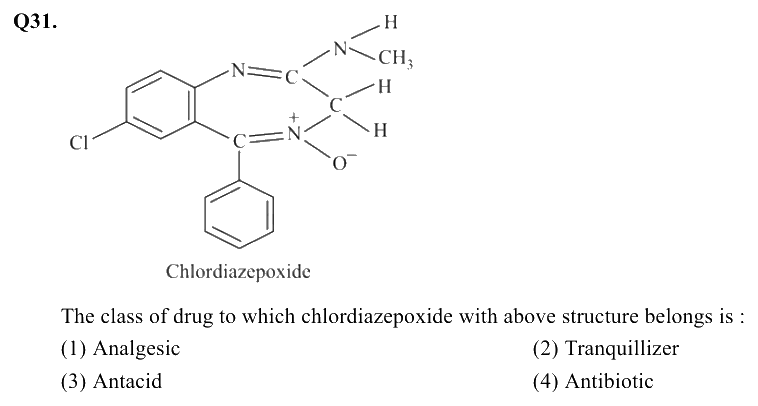 Q31.
H
N
CH3
N
C
H
C
H
+
N
C
O−
Cl
Chlordiazepoxide
The class of drug to which chlordiazepoxide with above structure belongs is :
(1) Analgesic (2) Tranquillizer
(3) Antacid (4) Antibiotic